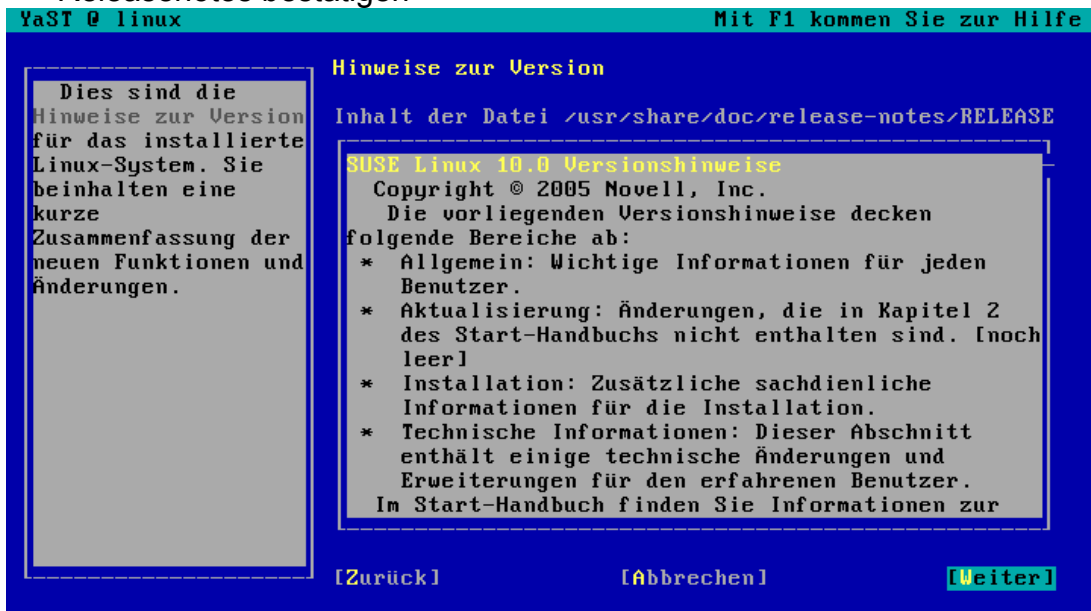 Releasenotes bestätigen
YaST @ linux
Mit F1 kommen Sie zur Hilfe
Dies sind die
Hinweise zur Version
für das installierte
Linux-System. Sie
beinhalten eine
kurze
Zusammenfassung der
neuen Funktionen und
Änderungen.
Hinweise zur Version
Inhalt der Datei /usr/share/doc/release-notes/RELEASE
SUSE Linux 10.0 Versionshinweise
Copyright © 2005 Novell, Inc.
Die vorliegenden Versionshinweise decken
folgende Bereiche ab:
* Allgemein: Wichtige Informationen für jeden
Benutzer.
* Aktualisierung: Änderungen, die in Kapitel 2
des Start-Handbuchs nicht enthalten sind. [noch
leer]
* Installation: Zusätzliche sachdienliche
Informationen für die Installation.
* Technische Informationen: Dieser Abschnitt
enthält einige technische Änderungen und
Erweiterungen für den erfahrenen Benutzer.
Im Start-Handbuch finden Sie Informationen zur
[Zurück]
[Abbrechen]
[Weiter]